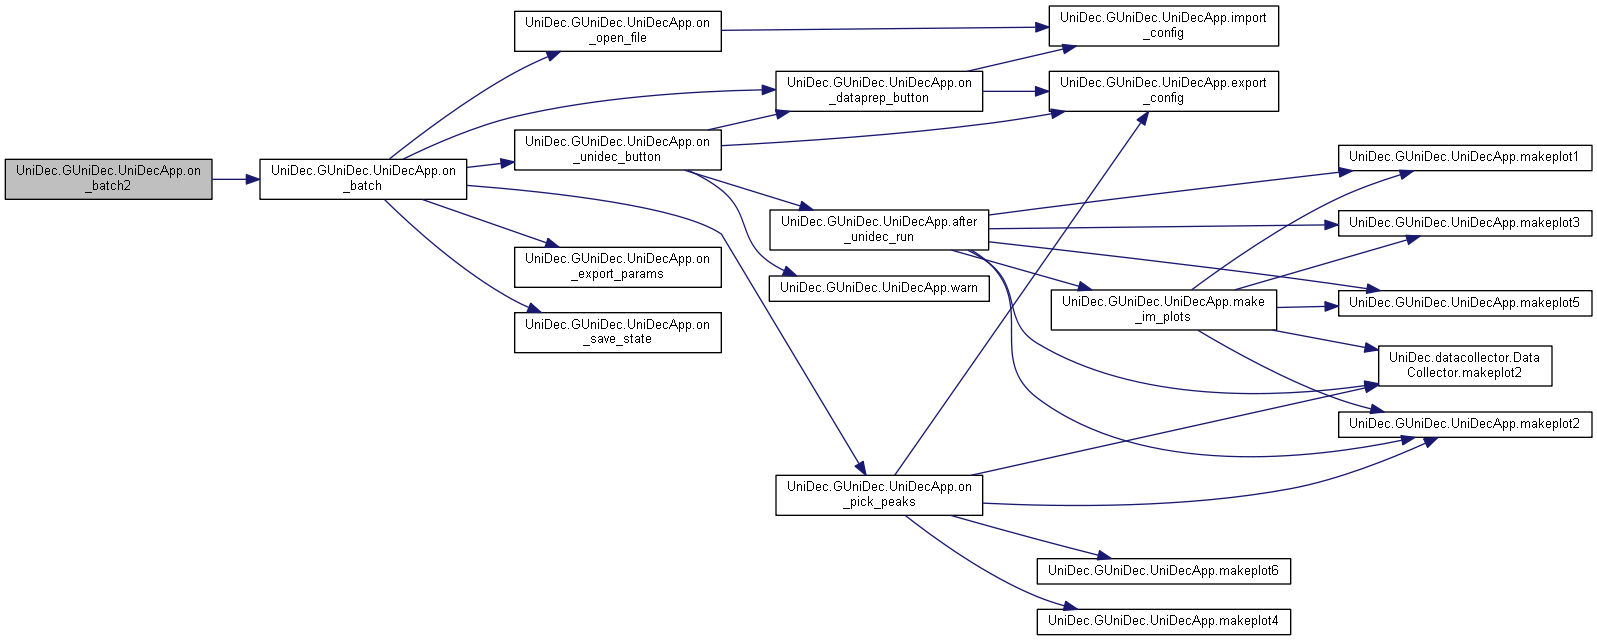 UniDec.GUniDec.UniDecApp.on
_batch2
UniDec.GUniDec.UniDecApp.on
_batch
UniDec.GUniDec.UniDecApp.on
_open_file
UniDec.GUniDec.UniDecApp.on
_unidec_button
UniDec.GUniDec.UniDecApp.on
_export_params
UniDec.GUniDec.UniDecApp.on
_save_state
UniDec.GUniDec.UniDecApp.on
_dataprep_button
UniDec.GUniDec.UniDecApp.after
_unidec_run
UniDec.GUniDec.UniDecApp.warn
UniDec.GUniDec.UniDecApp.on
_pick_peaks
UniDec.GUniDec.UniDecApp.import
_config
UniDec.GUniDec.UniDecApp.export
_config
UniDec.GUniDec.UniDecApp.make
_im_plots
UniDec.GUniDec.UniDecApp.makeplot6
UniDec.GUniDec.UniDecApp.makeplot4
UniDec.GUniDec.UniDecApp.makeplot1
UniDec.GUniDec.UniDecApp.makeplot3
UniDec.GUniDec.UniDecApp.makeplot5
UniDec.datacollector.Data
Collector.makeplot2
UniDec.GUniDec.UniDecApp.makeplot2